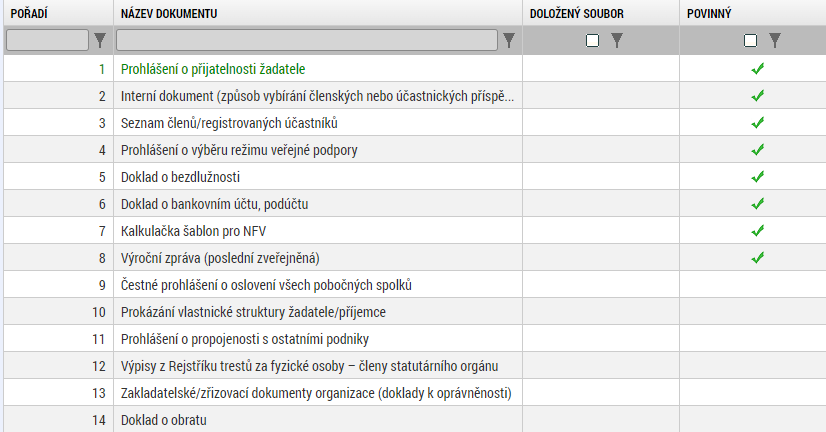 POŘADÍ NÁZEV DOKUMENTU DOLOŽENÝ SOUBOR POVINNÝ
1 Prohlášení o přijatelnosti žadatele
2 Interní dokument (způsob vybírání členských nebo účastnických příspě...
3 Seznam členů/registrovaných účastníků
4 Prohlášení o výběru režimu veřejné podpory
5 Doklad o bezdlužnosti
6 Doklad o bankovním účtu, podúčtu
7 Kalkulačka šablon pro NFV
8 Výroční zpráva (poslední zveřejněná)
9 Čestné prohlášení o oslovení všech pobočných spolků
10 Prokázání vlastnické struktury žadatele/příjemce
11 Prohlášení o propojenosti s ostatními podniky
12 Výpisy z Rejstříku trestů za fyzické osoby – členy statutárního orgánu
13 Zakladatelské/zřizovací dokumenty organizace (doklady k oprávněnosti)
14 Doklad o obratu